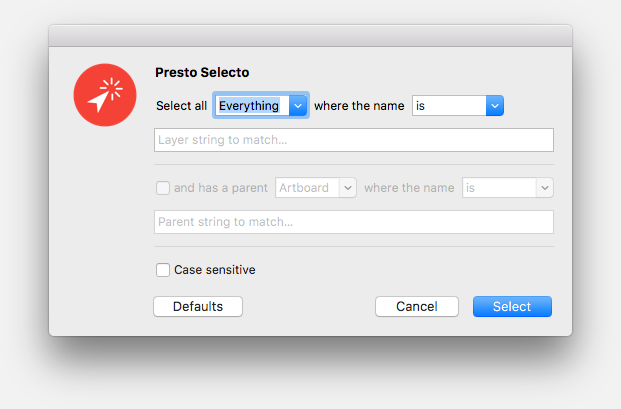 Presto Selecto
Select all Everything where the name is
Layer string to match...
and has a parent Artboard where the name is
Parent string to match...
Case sensitive
Defaults Cancel Select